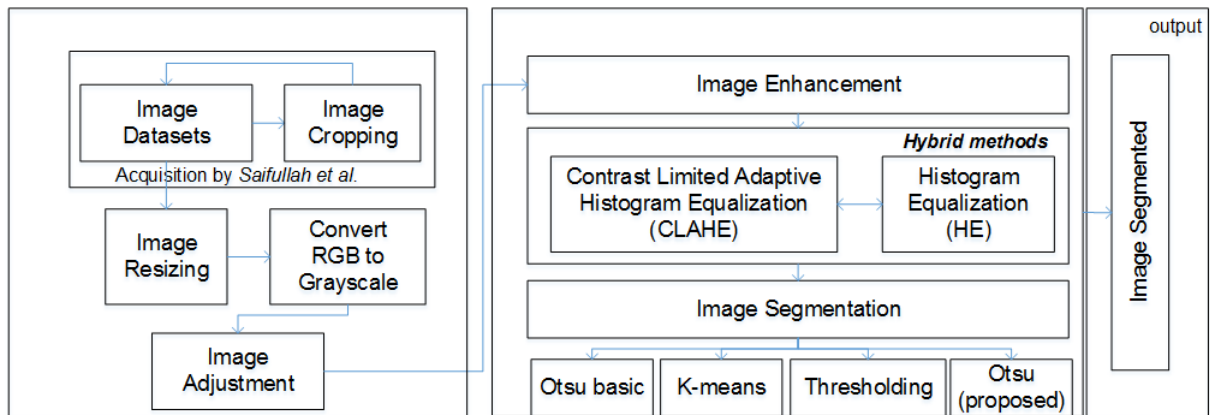 Image
Datasets
Image
Cropping
Acquisition by Saifullah et al.
Image
Resizing
Convert
RGB to
Grayscale
Image
Adjustment
Image Enhancement
Hybrid methods
Contrast Limited Adaptive
Histogram Equalization
(CLAHE)
Histogram
Equalization
(HE)
Image Segmentation
Otsu basic
K-means
Thresholding
Otsu
(proposed)
output
Image Segmented